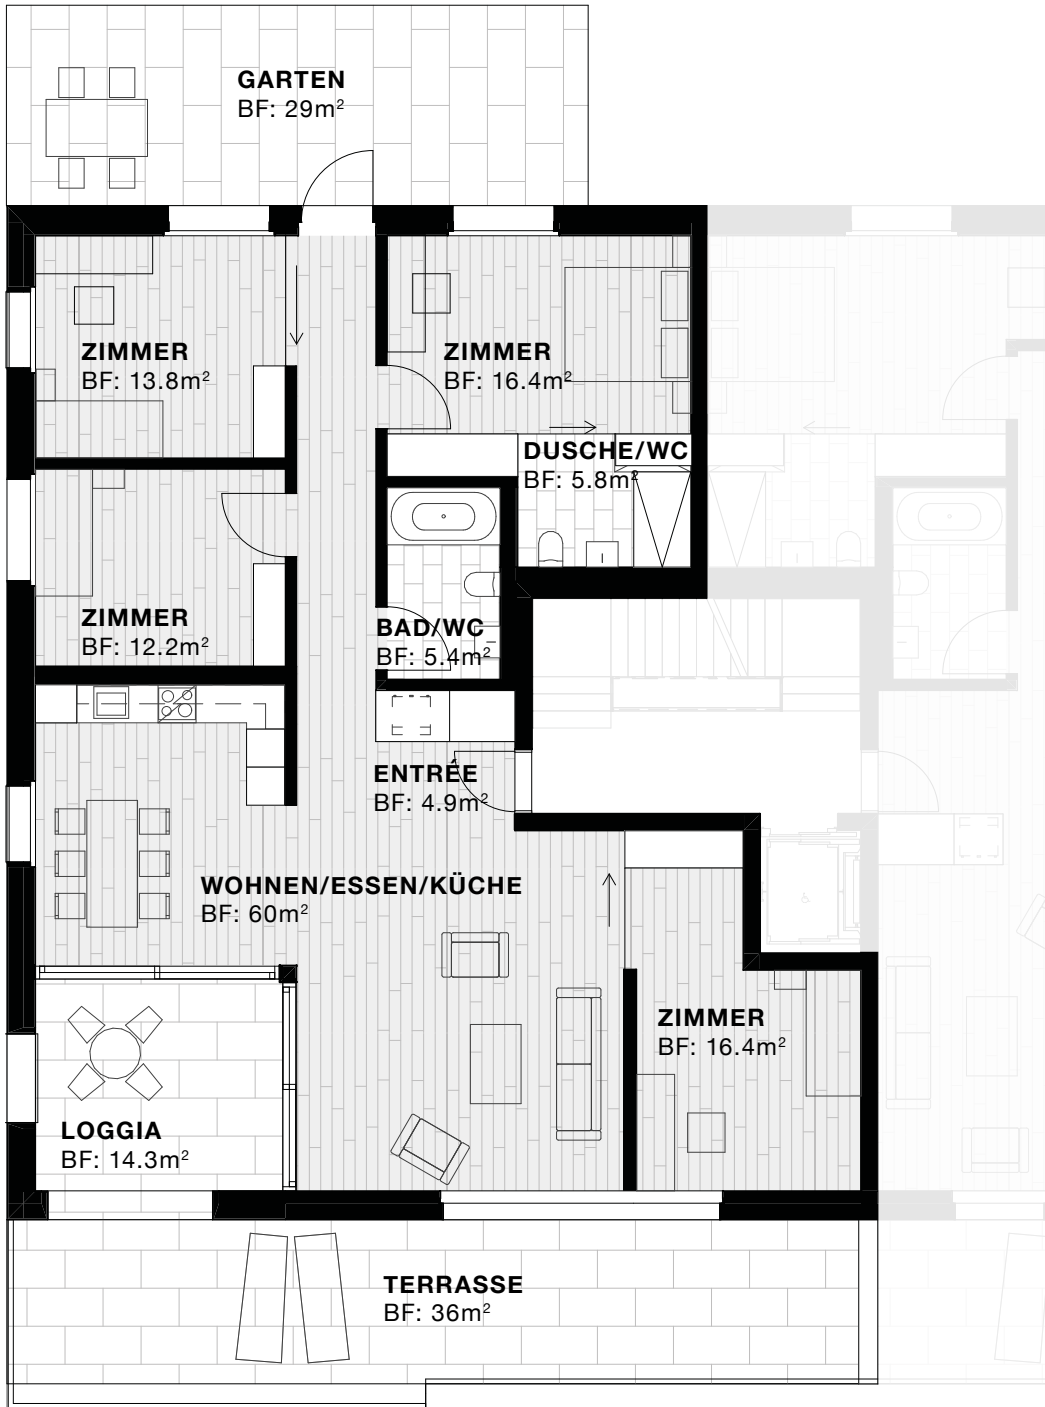 GARTEN
BF: 29m²
ZIMMER
BF: 13.8m²
ZIMMER
BF: 16.4m²
DUSCHE/WC
BF: 5.8m²
ZIMMER
BF: 12.2m²
BAD/WC
BF: 5.4m²
ENTRÉE
BF: 4.9m²
WOHNEN/ESSEN/KÜCHE
BF: 60m²
ZIMMER
BF: 16.4m²
LOGGIA
BF: 14.3m²
TERRASSE
BF: 36m²